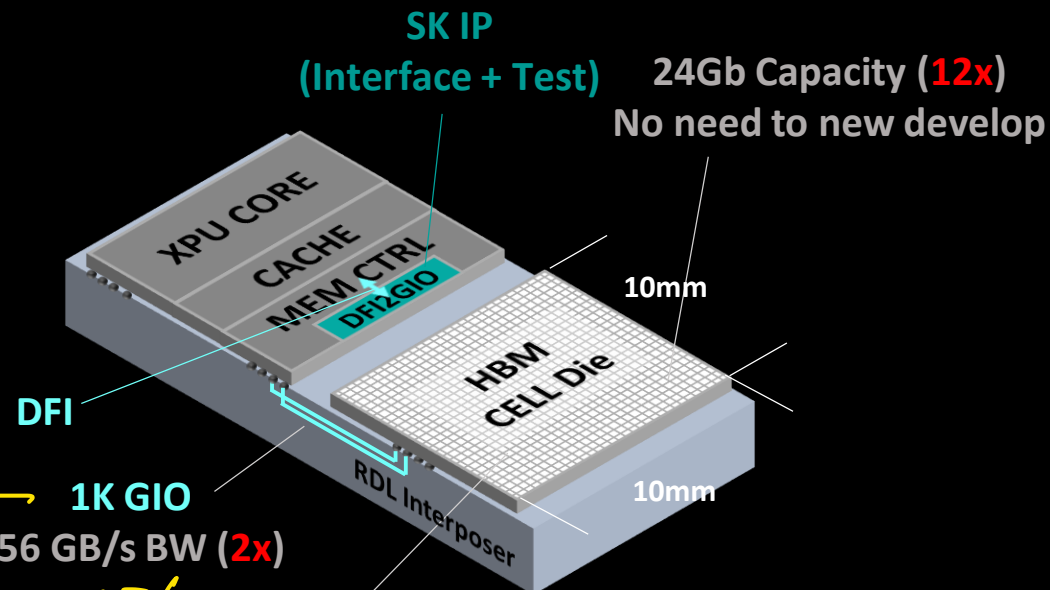 SK IP
(Interface + Test)
24Gb Capacity (12x)
No need to new develop
XPU CORE
CACHE
MEM CTRL
DFI2GIO
10mm
HBM
CELL Die
DFI
RDL Interposer
10mm
1K GIO
56 GB/s BW (2x)